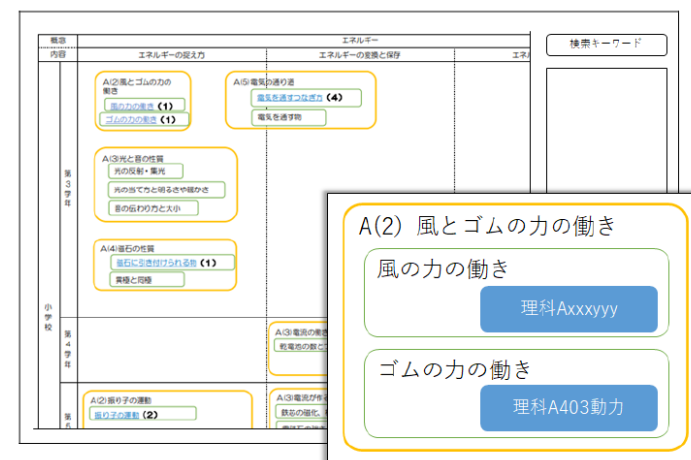 概念
エネルギー
内容
エネルギーの捉え方
エネルギーの変換と保存
エネ
検索キーワード
小学校
第3学年
A(2)風とゴムの力の
働き
風の力の働き (1)
ゴムの力の働き (1)
A(5)電気の通り道
電気を通すつなぎ方 (4)
電気を通す物
A(3)光と音の性質
光の反射・集光
光の当て方と明るさや暖かさ
音の伝わり方と大小
A(4)磁石の性質
磁石に引き付けられる物 (1)
異極と同極
第4学年
A(3)電流の働き
乾電池の数と
第5
A(2)振り子の運動
振り子の運動 (2)
A(3)電流が作る
鉄芯の磁化、
A(2) 風とゴムの力の働き
風の力の働き
理科Axxxyyy
ゴムの力の働き
理科A403動力